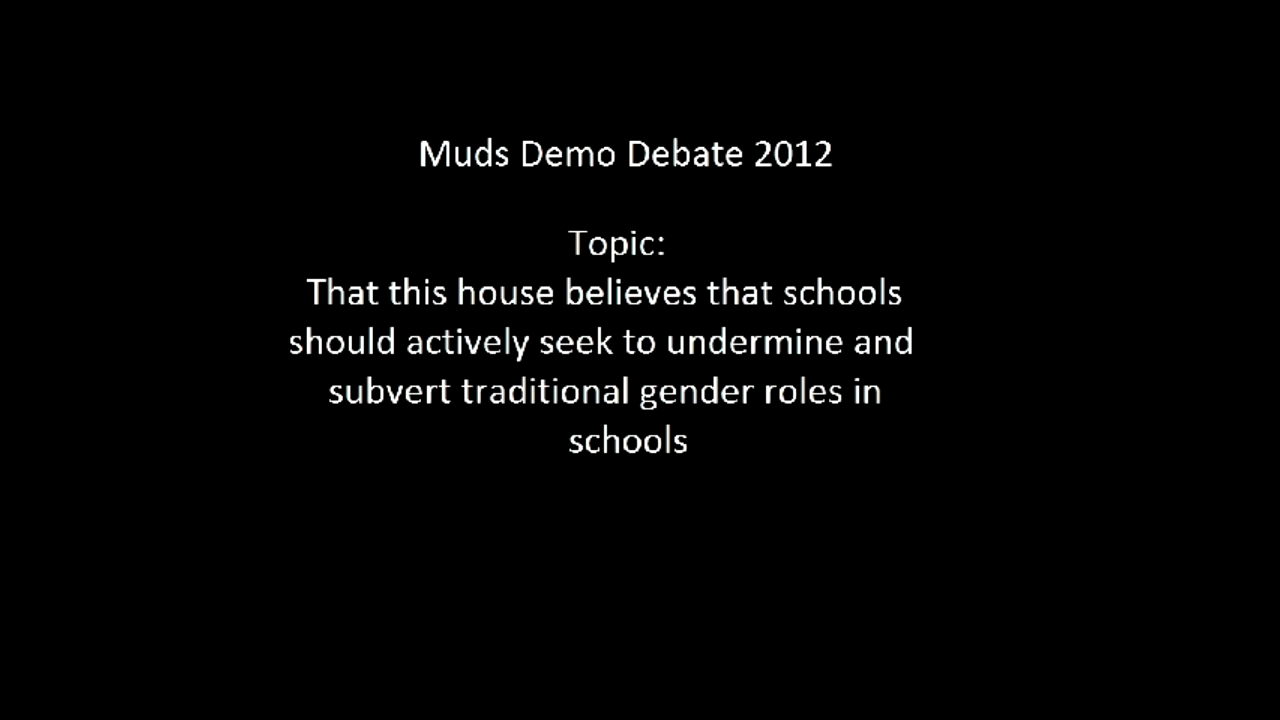 Muds Demo Debate 2012
Topic:
That this house believes that schools
should actively seek to undermine and
subvert traditional gender roles in
schools